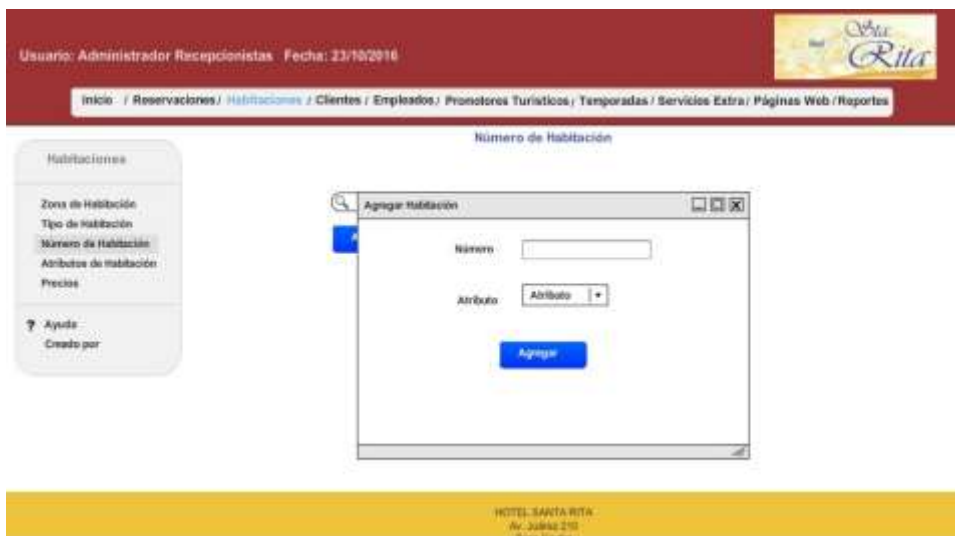 Usuario: Administrador Recepcionistas Fecha: 23/10/2016
Hotel
Sta.
Rita
Inicio / Reservaciones / Habitaciones / Clientes / Empleados / Promotores Turísticos / Temporadas / Servicios Extra / Páginas Web / Reportes
Número de Habitación
Habitaciones
Zona de Habitación
Tipo de Habitación
Número de Habitación
Atributos de Habitación
Precios
? Ayuda
Creado por
Agregar Habitación
Número
Atributo
Atributo
Agregar
HOTEL SANTA RITA
Av. Juárez 210